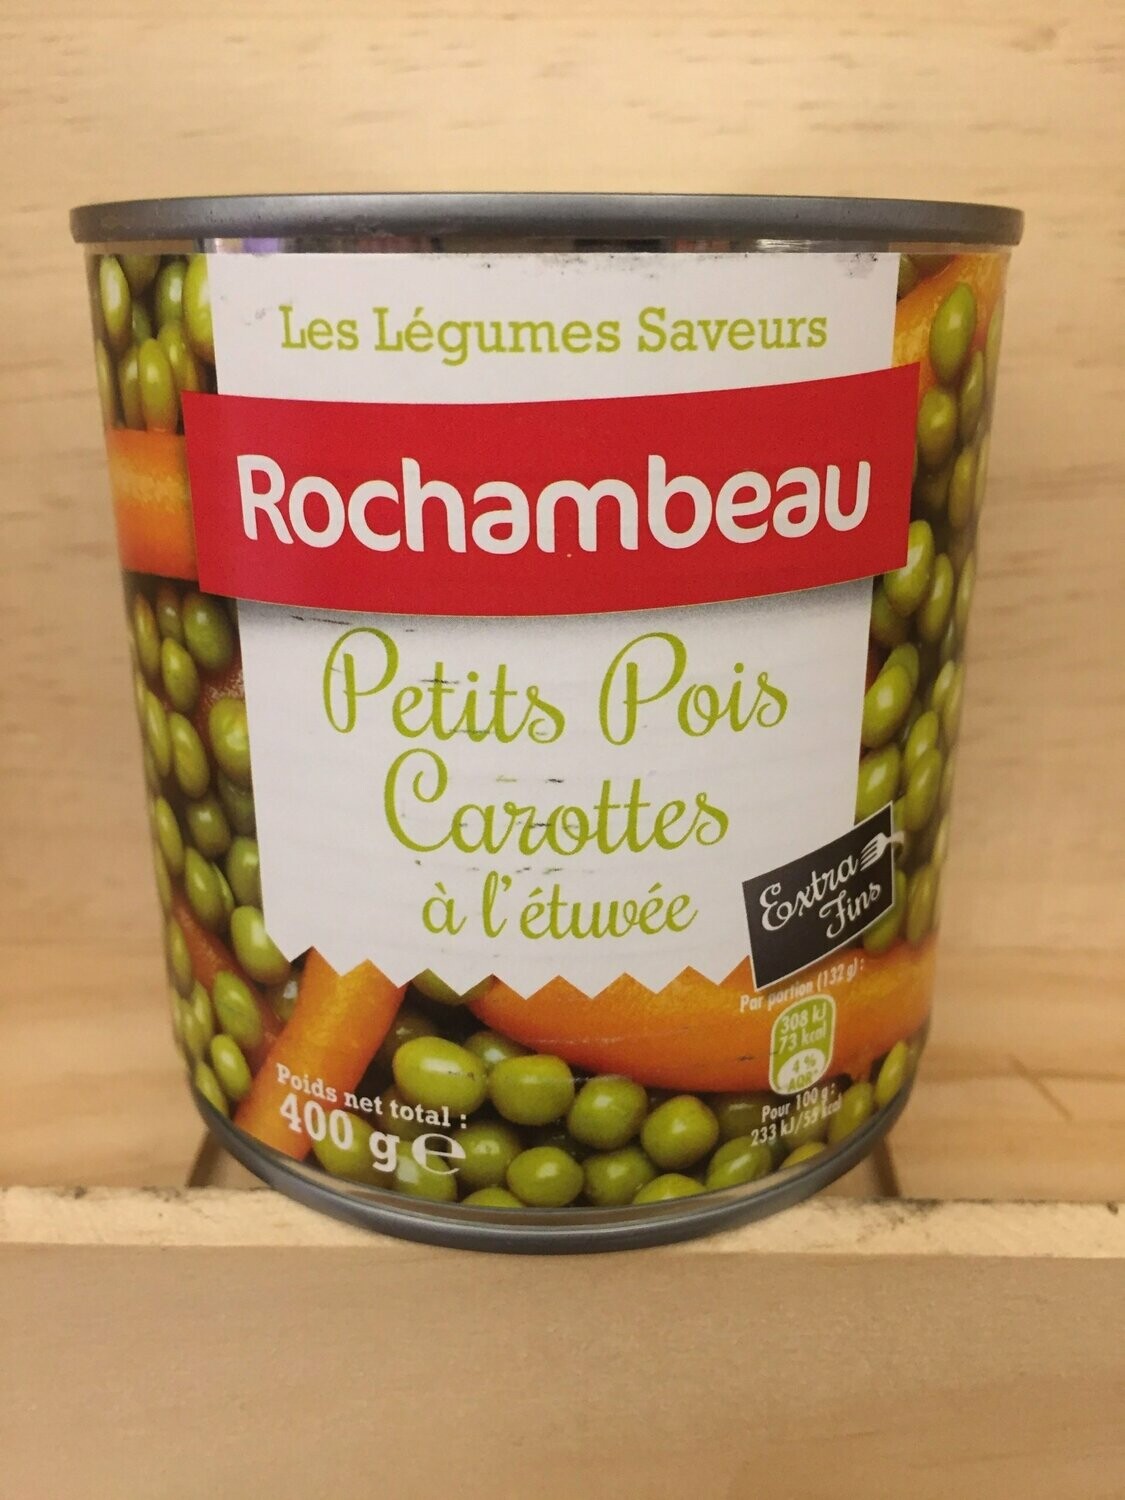 Les Légumes Saveurs
Rochambeau
Petits Pois
Carottes
à l'étuvée
Extra
Fins
Par portion (132 g) :
308 kJ
73 kcal
4 %
AQR*
Pour 100 g :
233 kJ/55 kcal
Poids net total :
400 g ℮